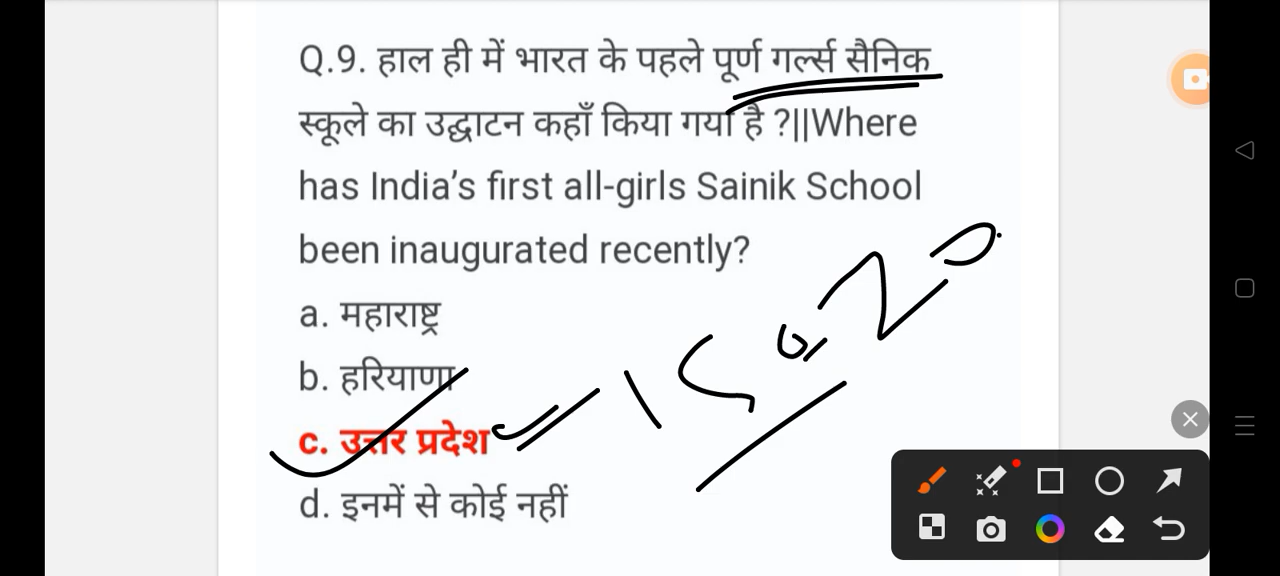 Q.9. हाल ही में भारत के पहले पूर्ण गर्ल्स सैनिक
स्कूले का उद्घाटन कहाँ किया गया है ?||Where
has India’s first all-girls Sainik School
been inaugurated recently?
a. महाराष्ट्र
b. हरियाणा
c. उत्तर प्रदेश
d. इनमें से कोई नहीं